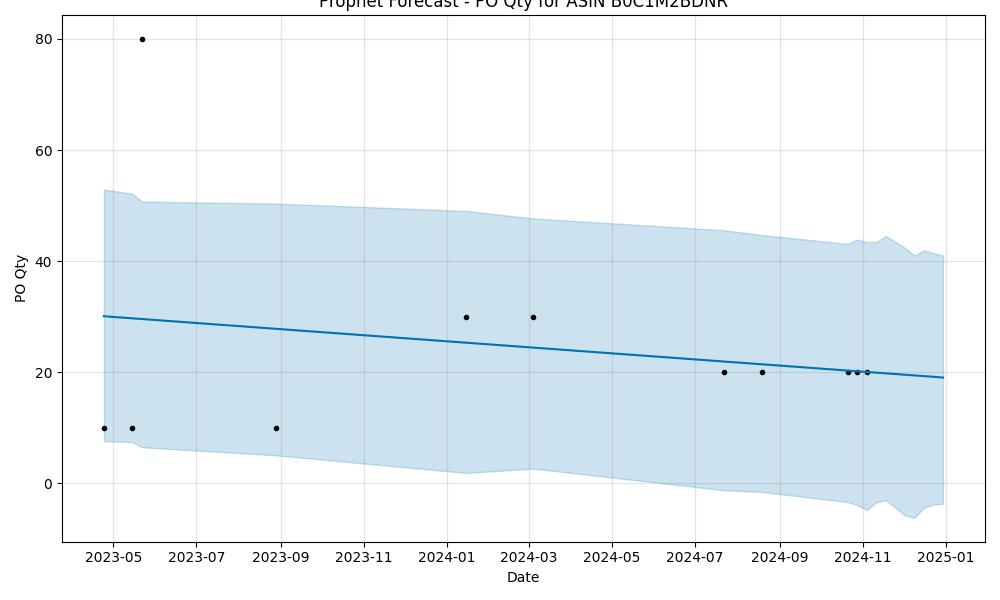 Prophet Forecast - PO Qty for ASIN B0C1M2BDNR
80
60
40
20
0
PO Qty
2023-05 2023-07 2023-09 2023-11 2024-01 2024-03 2024-05 2024-07 2024-09 2024-11 2025-01
Date